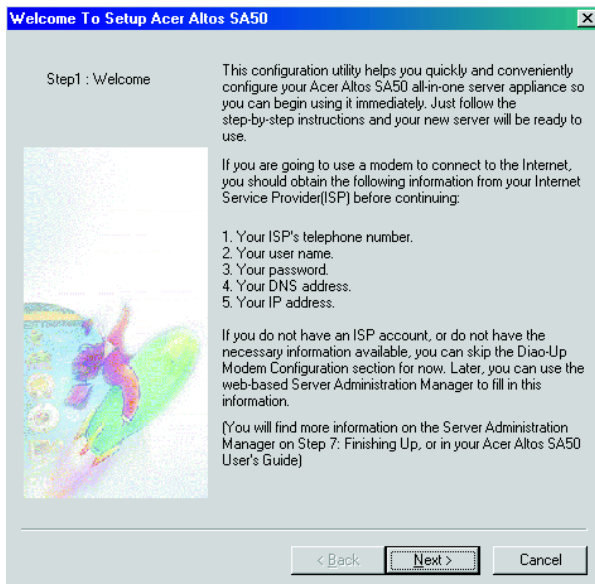 Welcome To Setup Acer Altos SA50
Step1 : Welcome
This configuration utility helps you quickly and conveniently
configure your Acer Altos SA50 all-in-one server appliance so
you can begin using it immediately. Just follow the
step-by-step instructions and your new server will be ready to
use.
If you are going to use a modem to connect to the Internet,
you should obtain the following information from your Internet
Service Provider(ISP) before continuing:
1. Your ISP's telephone number.
2. Your user name.
3. Your password.
4. Your DNS address.
5. Your IP address.
If you do not have an ISP account, or do not have the
necessary information available, you can skip the Diao-Up
Modem Configuration section for now. Later, you can use the
web-based Server Administration Manager to fill in this
information.
(You will find more information on the Server Administration
Manager on Step 7: Finishing Up, or in your Acer Altos SA50
User's Guide)
< Back
Next >
Cancel